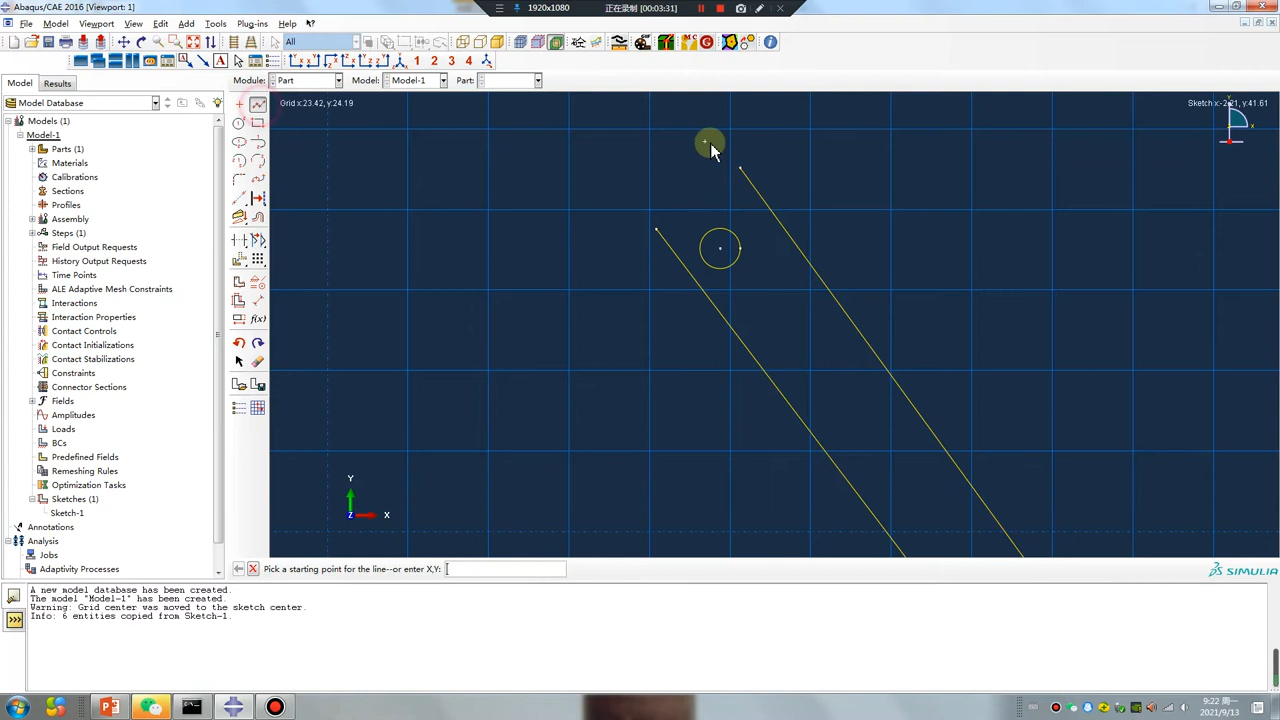 Abaqus/CAE 2016 [Viewport: 1]
1920x1080
正在录制 00:03:31
File Model Viewport View Edit Add Tools Plug-ins Help
All
1 2 3 4
Model Results
Module: Part Model: Model-1 Part:
Model Database
Grid x:23.42, y:24.19
Models (1)
Model-1
Parts (1)
Materials
Calibrations
Sections
Profiles
Assembly
Steps (1)
Field Output Requests
History Output Requests
Time Points
ALE Adaptive Mesh Constraints
Interactions
Interaction Properties
Contact Controls
Contact Initializations
Contact Stabilizations
Constraints
Connector Sections
Fields
Amplitudes
Loads
BCs
Predefined Fields
Remeshing Rules
Optimization Tasks
Sketches (1)
Sketch-1
Annotations
Analysis
Jobs
Adaptivity Processes
f(x)
Y
Z
X
Pick a starting point for the line--or enter X,Y:
SIMULIA
A new model database has been created.
The model "Model-1" has been created.
Warning: Grid center was moved to the sketch center.
Info: 6 entities copied from Sketch-1.
9:22 周一
2021/9/13